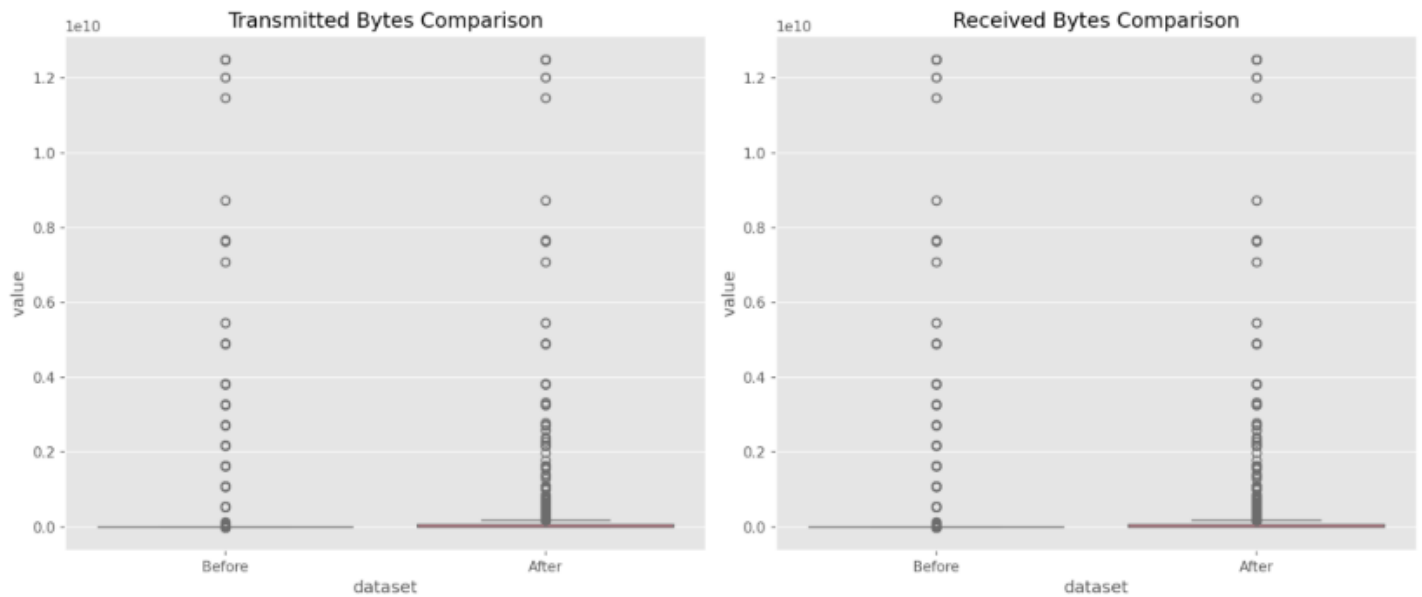 Transmitted Bytes Comparison
1e10
1.2
1.0
0.8
0.6
0.4
0.2
0.0
value
Before
After
dataset
Received Bytes Comparison
1e10
1.2
1.0
0.8
0.6
0.4
0.2
0.0
value
Before
After
dataset